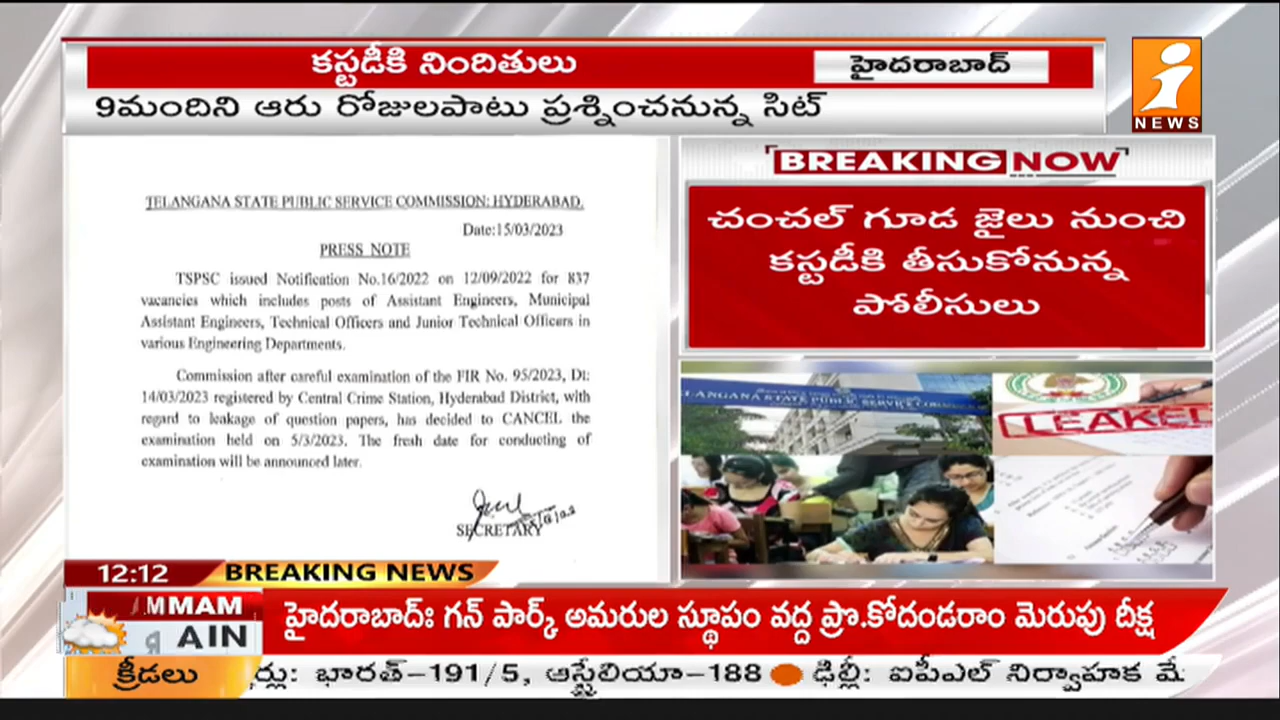 కస్టడీకి నిందితులు
హైదరాబాద్
9మందిని ఆరు రోజులపాటు ప్రశ్నించనున్న సిట్
i
NEWS
TELANGANA STATE PUBLIC SERVICE COMMISSION: HYDERABAD.
Date:15/03/2023
PRESS NOTE
TSPSC issued Notification No.16/2022 on 12/09/2022 for 837
vacancies which includes posts of Assistant Engineers, Municipal
Assistant Engineers, Technical Officers and Junior Technical Officers in
various Engineering Departments.
Commission after careful examination of the FIR No. 95/2023, Dt:
14/03/2023 registered by Central Crime Station, Hyderabad District, with
regard to leakage of question papers, has decided to CANCEL the
examination held on 5/3/2023. The fresh date for conducting of
examination will be announced later.
SECRETARY
BREAKING NOW
చంచల్ గూడ జైలు నుంచి
కస్టడీకి తీసుకోనున్న
పోలీసులు
ELANGANA STATE PUBLIC SERVICE COMM
LEAKED
12:12
BREAKING NEWS
MMAM
AIN
హైదరాబాద్: గన్ పార్క్ అమరుల స్థూపం వద్ద ప్రొ.కోదండరాం మెరుపు దీక్ష
క్రీడలు
ర్లు: భారత్-191/5, ఆస్ట్రేలియా-188
ఢిల్లీ: ఐపీఎల్ నిర్వాహక మే